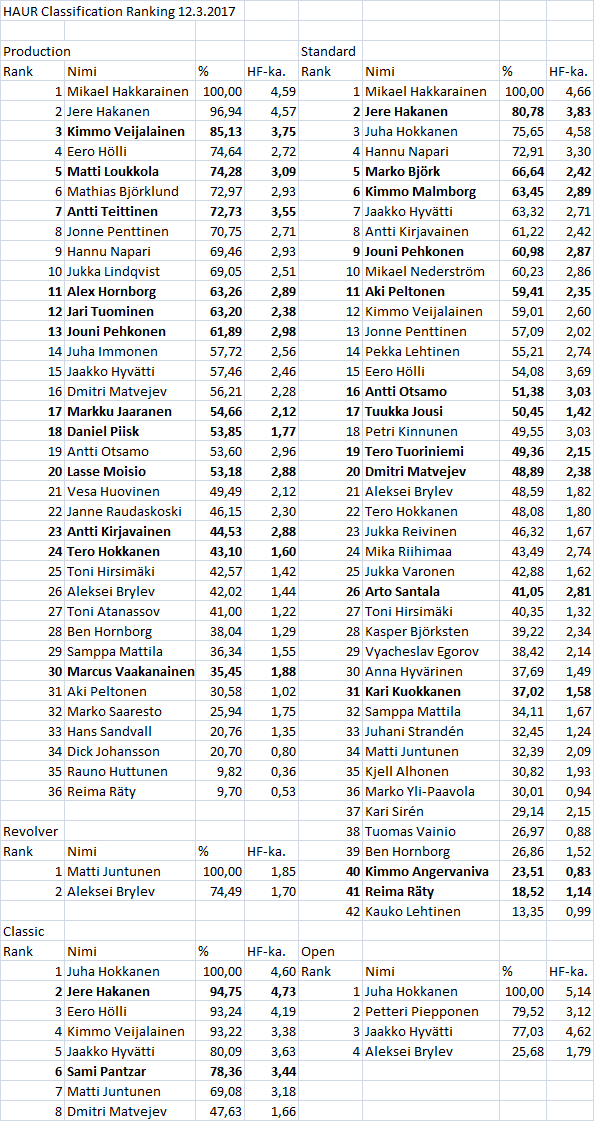 HAUR Classification Ranking 12.3.2017
Production
Rank Nimi % HF-ka.
1 Mikael Hakkarainen 100,00 4,59
2 Jere Hakanen 96,94 4,57
3 Kimmo Veijalainen 85,13 3,75
4 Eero Hölli 74,64 2,72
5 Matti Loukkola 74,28 3,09
6 Mathias Björklund 72,97 2,93
7 Antti Teittinen 72,73 3,55
8 Jonne Penttinen 70,75 2,71
9 Hannu Napari 69,46 2,93
10 Jukka Lindqvist 69,05 2,51
11 Alex Hornborg 63,26 2,89
12 Jari Tuominen 63,20 2,38
13 Jouni Pehkonen 61,89 2,98
14 Juha Immonen 57,72 2,56
15 Jaakko Hyvätti 57,46 2,46
16 Dmitri Matvejev 56,21 2,28
17 Markku Jaaranen 54,66 2,12
18 Daniel Piisk 53,85 1,77
19 Antti Otsamo 53,60 2,96
20 Lasse Moisio 53,18 2,88
21 Vesa Huovinen 49,49 2,12
22 Janne Raudaskoski 46,15 2,30
23 Antti Kirjavainen 44,53 2,88
24 Tero Hokkanen 43,10 1,60
25 Toni Hirsimäki 42,57 1,42
26 Aleksei Brylev 42,02 1,44
27 Toni Atanassov 41,00 1,22
28 Ben Hornborg 38,04 1,29
29 Samppa Mattila 36,34 1,55
30 Marcus Vaakanainen 35,45 1,88
31 Aki Peltonen 30,58 1,02
32 Marko Saaresto 25,94 1,75
33 Hans Sandvall 20,76 1,35
34 Dick Johansson 20,70 0,80
35 Rauno Huttunen 9,82 0,36
36 Reima Räty 9,70 0,53
Revolver
Rank Nimi % HF-ka.
1 Matti Juntunen 100,00 1,85
2 Aleksei Brylev 74,49 1,70
Classic
Rank Nimi % HF-ka.
1 Juha Hokkanen 100,00 4,60
2 Jere Hakanen 94,75 4,73
3 Eero Hölli 93,24 4,19
4 Kimmo Veijalainen 93,22 3,38
5 Jaakko Hyvätti 80,09 3,63
6 Sami Pantzar 78,36 3,44
7 Matti Juntunen 69,08 3,18
8 Dmitri Matvejev 47,63 1,66
Standard
Rank Nimi % HF-ka.
1 Mikael Hakkarainen 100,00 4,66
2 Jere Hakanen 80,78 3,83
3 Juha Hokkanen 75,65 4,58
4 Hannu Napari 72,91 3,30
5 Marko Björk 66,64 2,42
6 Kimmo Malmborg 63,45 2,89
7 Jaakko Hyvätti 63,32 2,71
8 Antti Kirjavainen 61,22 2,42
9 Jouni Pehkonen 60,98 2,87
10 Mikael Nederström 60,23 2,86
11 Aki Peltonen 59,41 2,35
12 Kimmo Veijalainen 59,01 2,60
13 Jonne Penttinen 57,09 2,02
14 Pekka Lehtinen 55,21 2,74
15 Eero Hölli 54,08 3,69
16 Antti Otsamo 51,38 3,03
17 Tuukka Jousi 50,45 1,42
18 Petri Kinnunen 49,55 3,03
19 Tero Tuoriniemi 49,36 2,15
20 Dmitri Matvejev 48,89 2,38
21 Aleksei Brylev 48,59 1,82
22 Tero Hokkanen 48,08 1,80
23 Jukka Reivinen 46,32 1,67
24 Mika Riihimaa 43,49 2,74
25 Jukka Varonen 42,88 1,62
26 Arto Santala 41,05 2,81
27 Toni Hirsimäki 40,35 1,32
28 Kasper Björksten 39,22 2,34
29 Vyacheslav Egorov 38,42 2,14
30 Anna Hyvärinen 37,69 1,49
31 Kari Kuokkanen 37,02 1,58
32 Samppa Mattila 34,11 1,67
33 Juhani Strandén 32,45 1,24
34 Matti Juntunen 32,39 2,09
35 Kjell Alhonen 30,82 1,93
36 Marko Yli-Paavola 30,01 0,94
37 Kari Sirén 29,14 2,15
38 Tuomas Vainio 26,97 0,88
39 Ben Hornborg 26,86 1,52
40 Kimmo Angervaniva 23,51 0,83
41 Reima Räty 18,52 1,14
42 Kauko Lehtinen 13,35 0,99
Open
Rank Nimi % HF-ka.
1 Juha Hokkanen 100,00 5,14
2 Petteri Piepponen 79,52 3,12
3 Jaakko Hyvätti 77,03 4,62
4 Aleksei Brylev 25,68 1,79